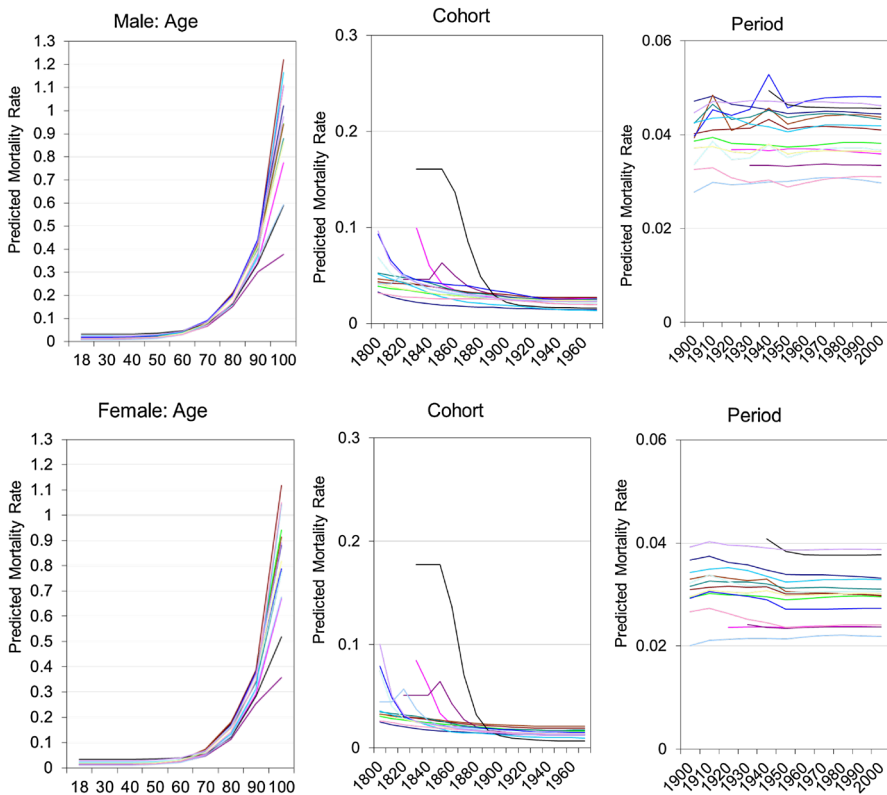 Male: Age
Cohort
Period
Predicted Mortality Rate
1.3
1.2
1.1
1
0.9
0.8
0.7
0.6
0.5
0.4
0.3
0.2
0.1
0
18 30 40 50 60 70 80 90 100
Predicted Mortality Rate
0.3
0.2
0.1
0
1800 1820 1840 1860 1880 1900 1920 1940 1960
Predicted Mortality Rate
0.06
0.04
0.02
0
1900 1910 1920 1930 1940 1950 1960 1970 1980 1990 2000
Female: Age
Cohort
Period
Predicted Mortality Rate
1.3
1.2
1.1
1
0.9
0.8
0.7
0.6
0.5
0.4
0.3
0.2
0.1
0
18 30 40 50 60 70 80 90 100
Predicted Mortality Rate
0.3
0.2
0.1
0
1800 1820 1840 1860 1880 1900 1920 1940 1960
Predicted Mortality Rate
0.06
0.04
0.02
0
1900 1910 1920 1930 1940 1950 1960 1970 1980 1990 2000